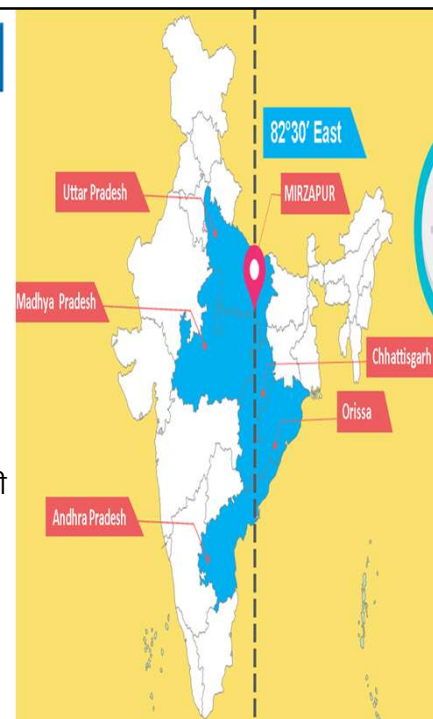 82°30′ East
Uttar Pradesh
MIRZAPUR
Madhya Pradesh
Chhattisgarh
Orissa
ी
Andhra Pradesh